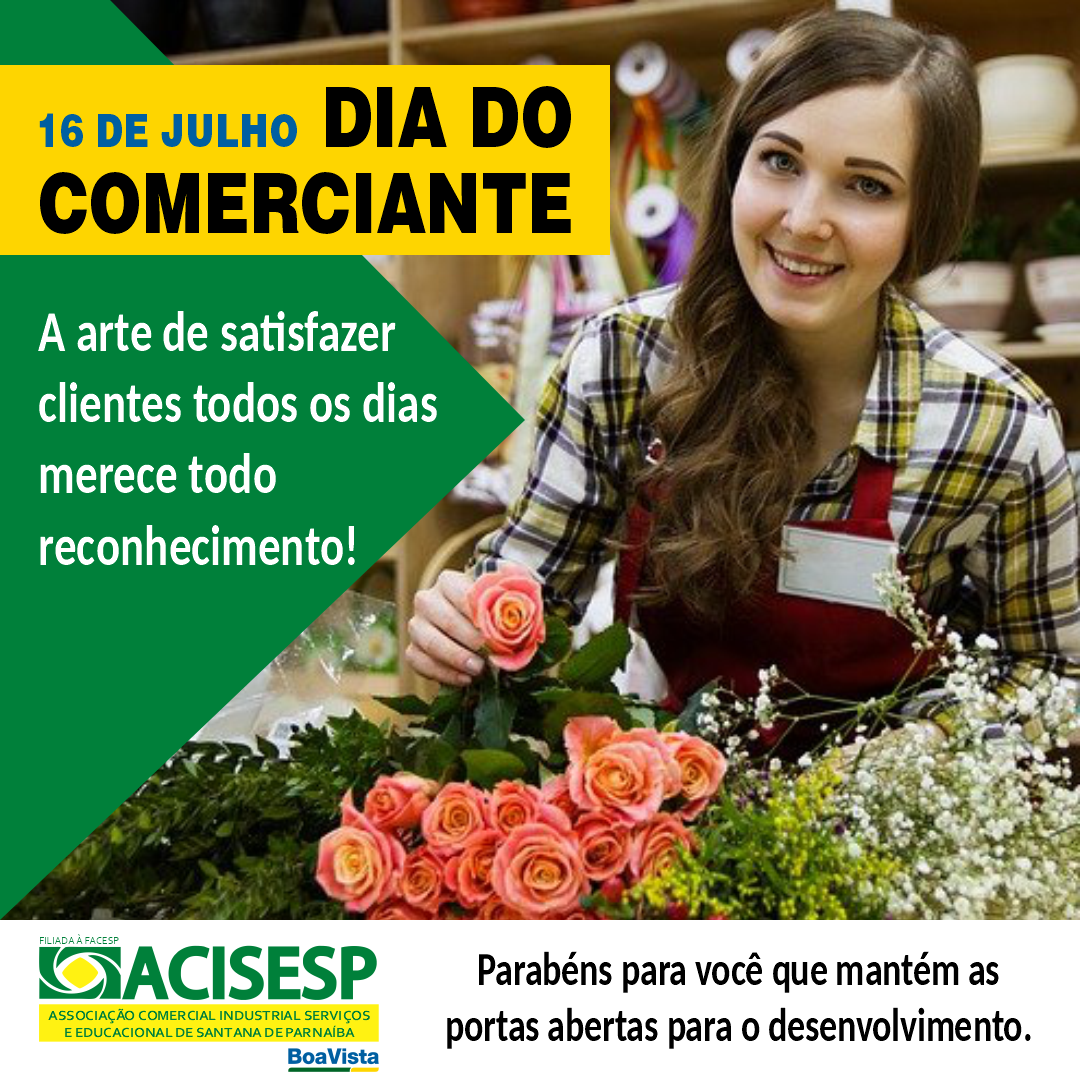 16 DE JULHO DIA DO
COMERCIANTE
A arte de satisfazer
clientes todos os dias
merece todo
reconhecimento!
FILIADA À FACESP
ACISESP
ASSOCIAÇÃO COMERCIAL INDUSTRIAL SERVIÇOS
E EDUCACIONAL DE SANTANA DE PARNAÍBA
BoaVista
Parabéns para você que mantém as
portas abertas para o desenvolvimento.